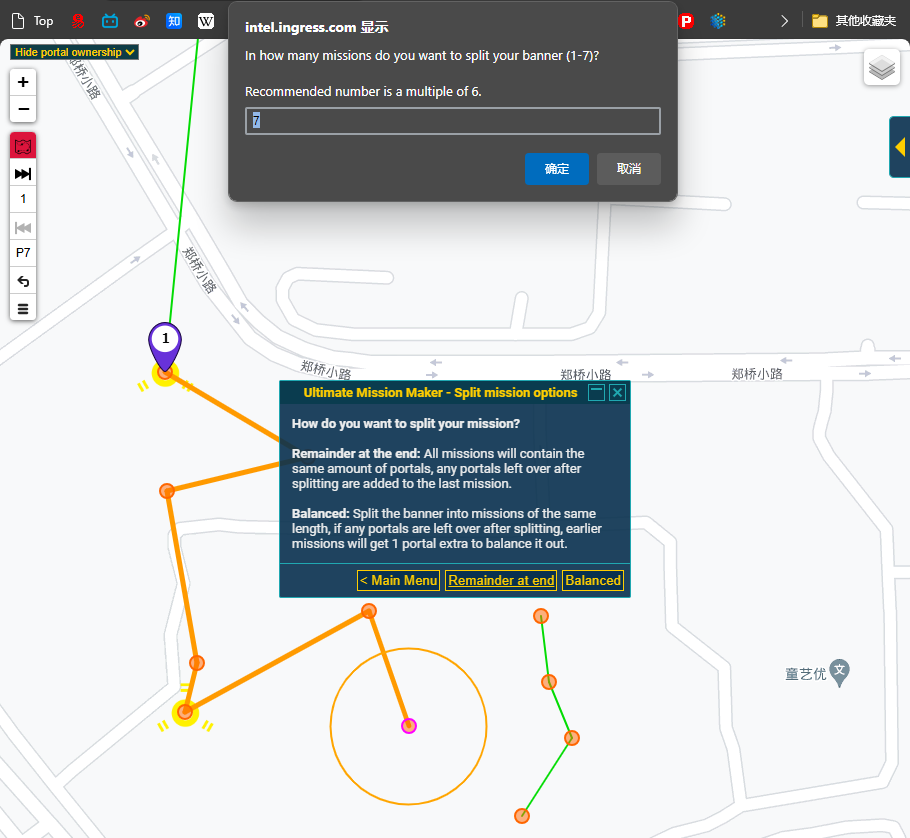 Top
知
W
P
其他收藏夹
intel.ingress.com 显示
In how many missions do you want to split your banner (1-7)?
Recommended number is a multiple of 6.
7
确定
取消
Hide portal ownership
+
−
1
P7
郑桥小路
郑桥小路
1
郑桥小路
郑桥小路
郑桥小路
Ultimate Mission Maker - Split mission options
How do you want to split your mission?
Remainder at the end: All missions will contain the
same amount of portals, any portals left over after
splitting are added to the last mission.
Balanced: Split the banner into missions of the same
length, if any portals are left over after splitting, earlier
missions will get 1 portal extra to balance it out.
< Main Menu
Remainder at end
Balanced
童艺优
文